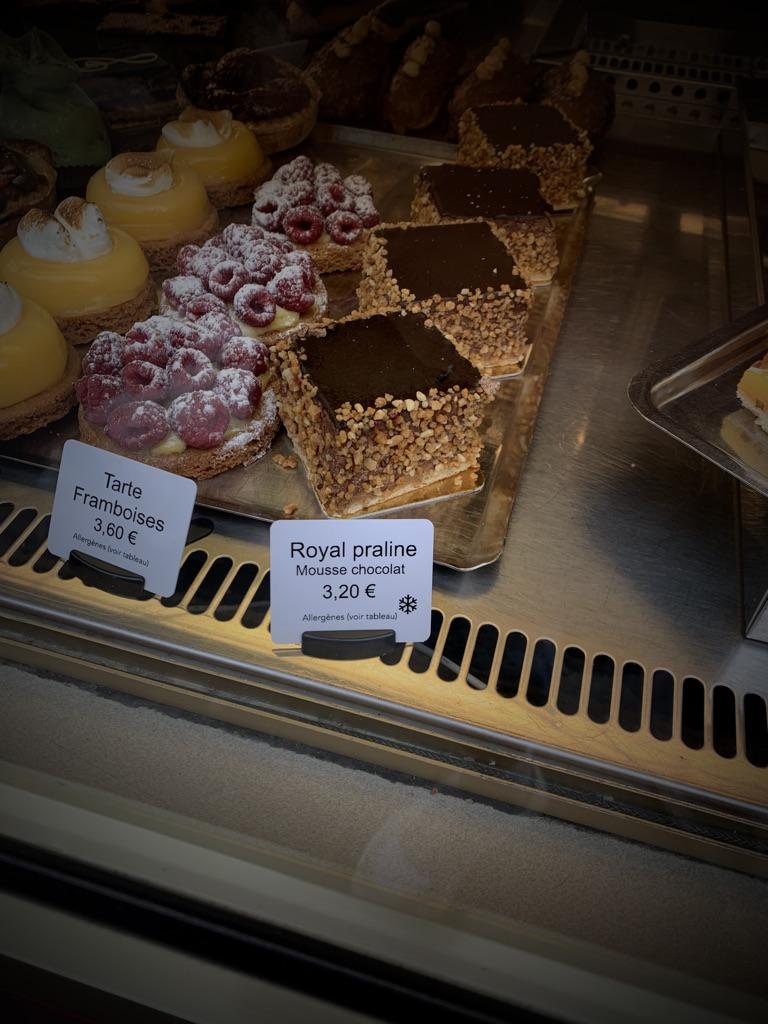 Tarte
Framboises
3,60 €
Allergènes (voir tableau)
Royal praline
Mousse chocolat
3,20 €
Allergènes (voir tableau)